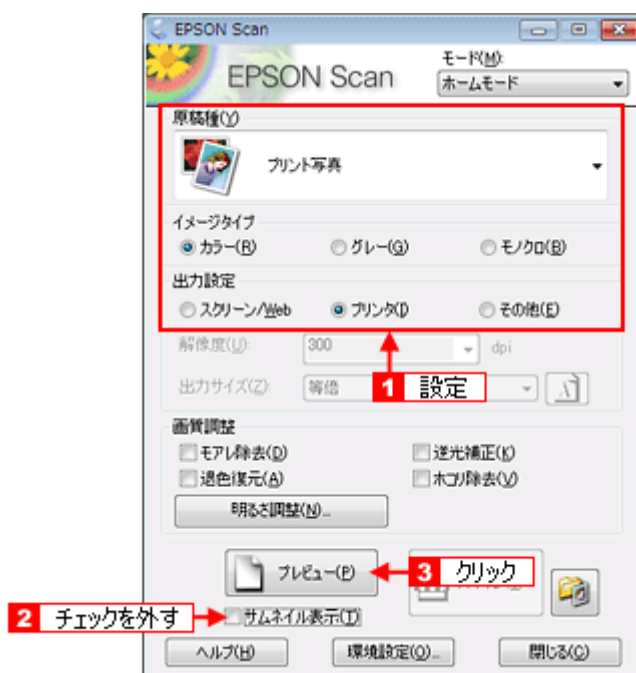 EPSON Scan
EPSON Scan
モード(M):
ホームモード
原稿種(Y)
プリント写真
イメージタイプ
カラー(R) グレー(G) モノクロ(B)
出力設定
スクリーン/Web プリンタ(I) その他(E)
解像度(U): 300 dpi
出力サイズ(Z): 等倍
1 設定
画質調整
モアレ除去(D) 逆光補正(K)
退色復元(A) ホコリ除去(V)
明るさ調整(N)...
プレビュー(P)
3 クリック
2 チェックを外す
サムネイル表示(T)
ヘルプ(H) 環境設定(O)... 閉じる(C)